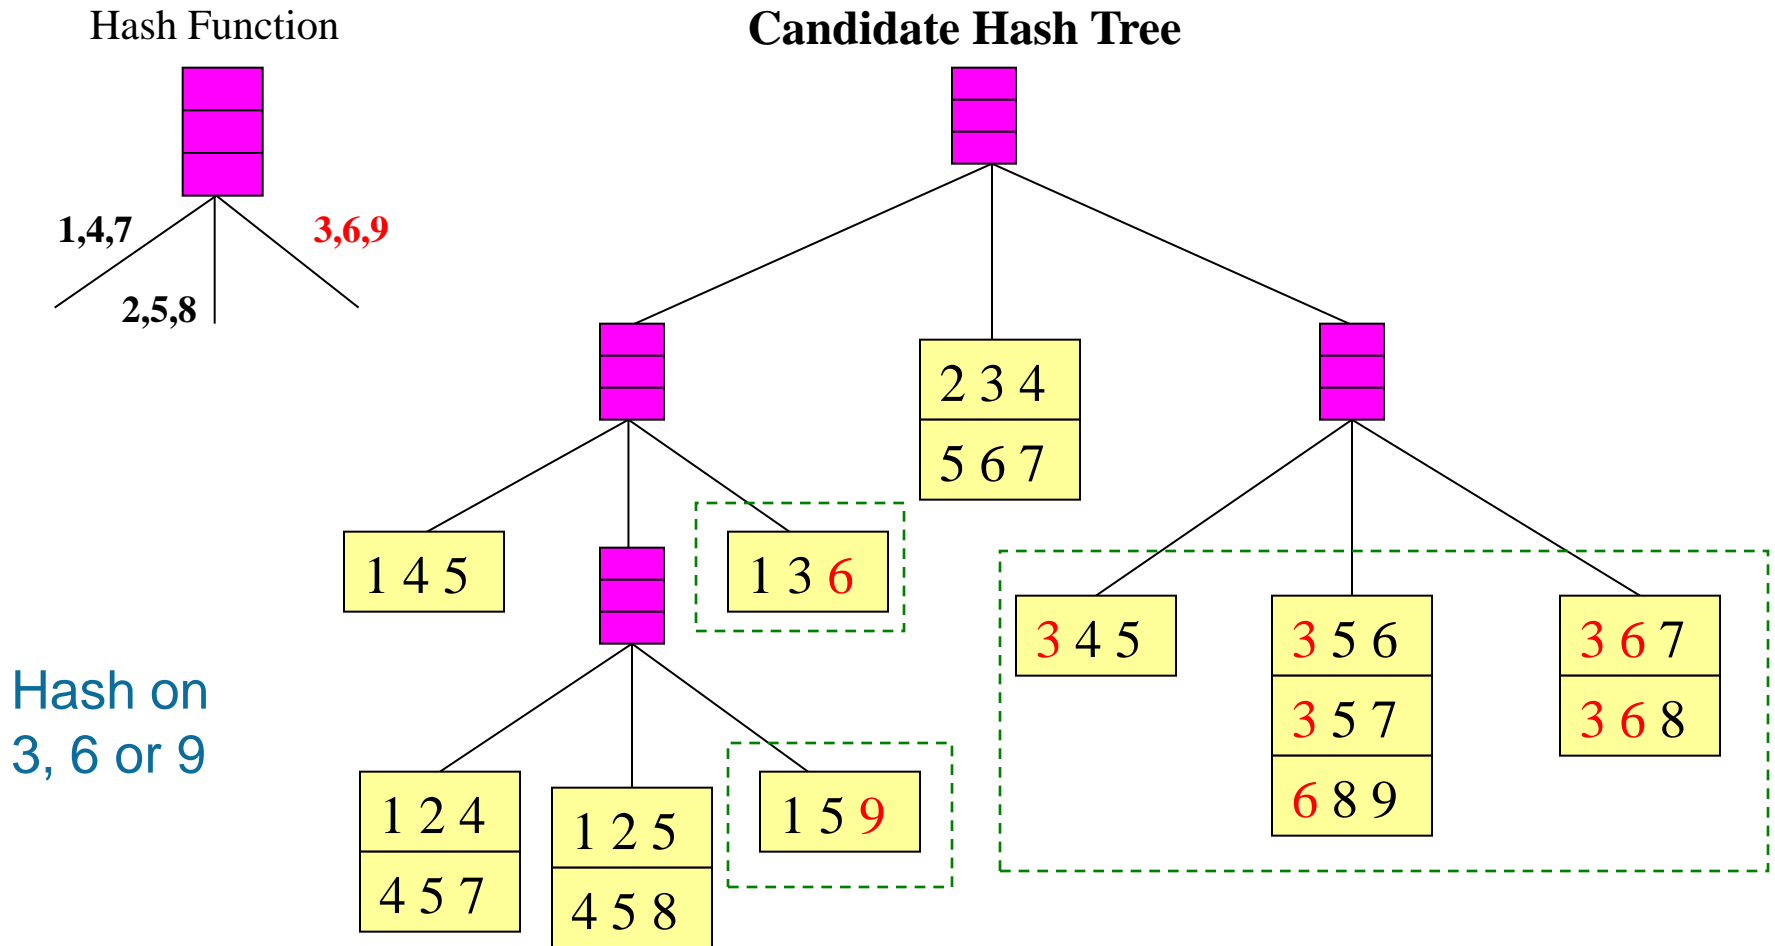 Hash Function
Candidate Hash Tree
1,4,7
3,6,9
2,5,8
2 3 4
5 6 7
1 4 5
1 3 6
3 4 5
3 5 6
3 6 7
3 5 7
3 6 8
6 8 9
Hash on
3, 6 or 9
1 2 4
1 2 5
1 5 9
4 5 7
4 5 8